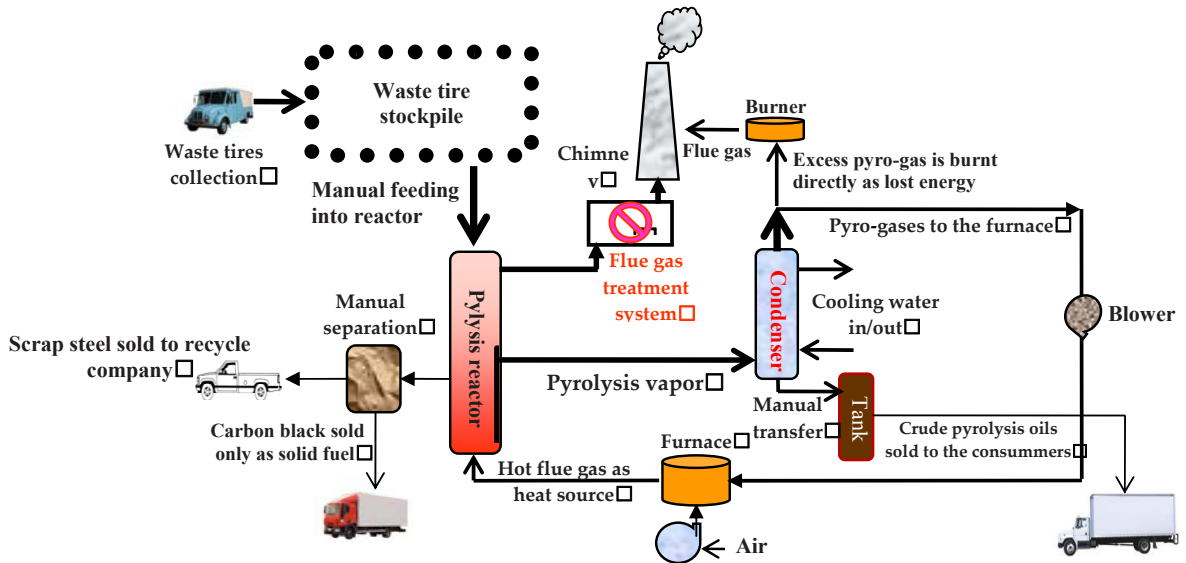 Waste tire
stockpile
Waste tires
collection□
Manual feeding
into reactor
Chimne
v□
Burner
Flue gas
Excess pyro-gas is burnt
directly as lost energy
Pyro-gases to the furnace□
Flue gas
treatment
system□
Pylysis reactor
Condenser
Cooling water
in/out□
Blower
Manual
separation□
Scrap steel sold to recycle
company□
Pyrolysis vapor□
Manual
transfer□
Tank
Crude pyrolysis oils
sold to the consummers□
Carbon black sold
only as solid fuel□
Furnace□
Hot flue gas as
heat source□
Air